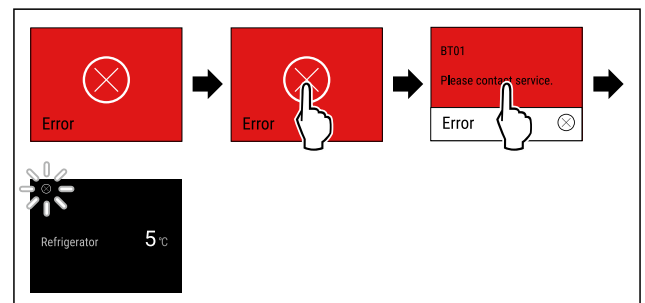 Error
Error
BT01
Please contact service.
Error
Refrigerator 5 °C